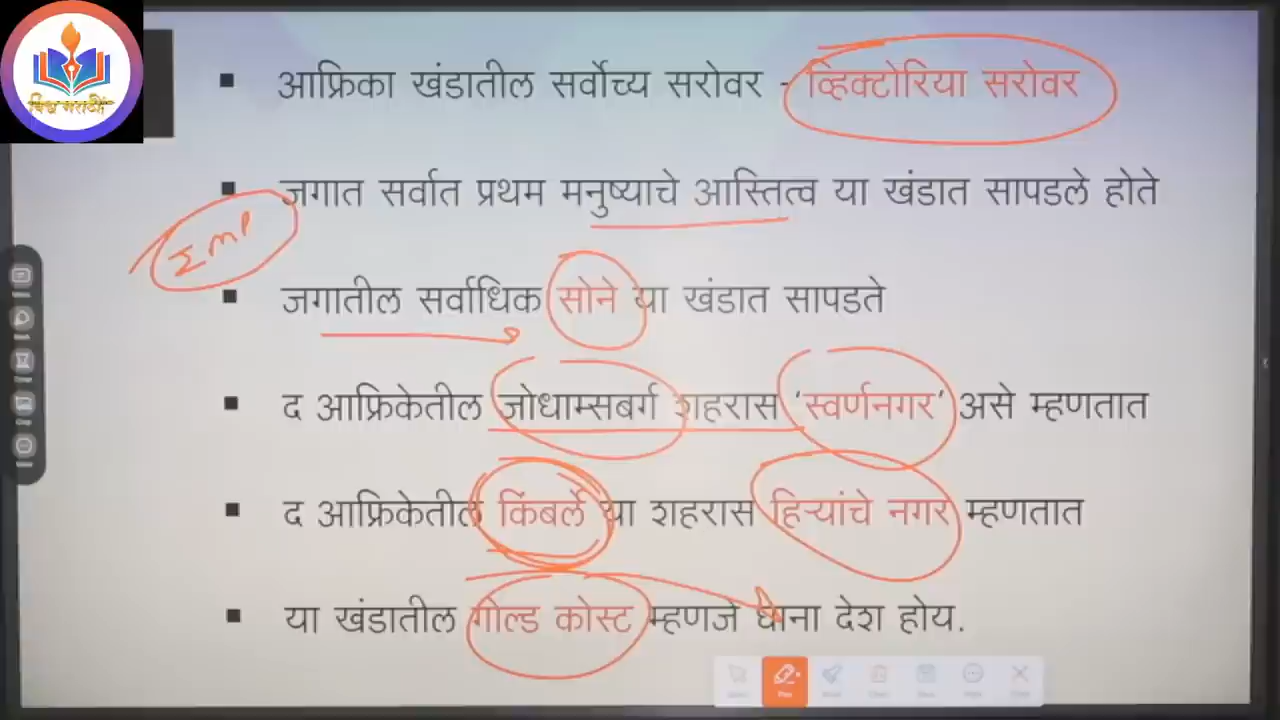 विश्व मराठी
▪ आफ्रिका खंडातील सर्वोच्य सरोवर - व्हिक्टोरिया सरोवर
▪ जगात सर्वात प्रथम मनुष्याचे आस्तित्व या खंडात सापडले होते
IMP
▪ जगातील सर्वाधिक सोने या खंडात सापडते
▪ द आफ्रिकेतील जोधाम्सबर्ग शहरास 'स्वर्णनगर' असे म्हणतात
▪ द आफ्रिकेतील किंबर्ले या शहरास हिऱ्यांचे नगर म्हणतात
▪ या खंडातील गोल्ड कोस्ट म्हणजे घाना देश होय.